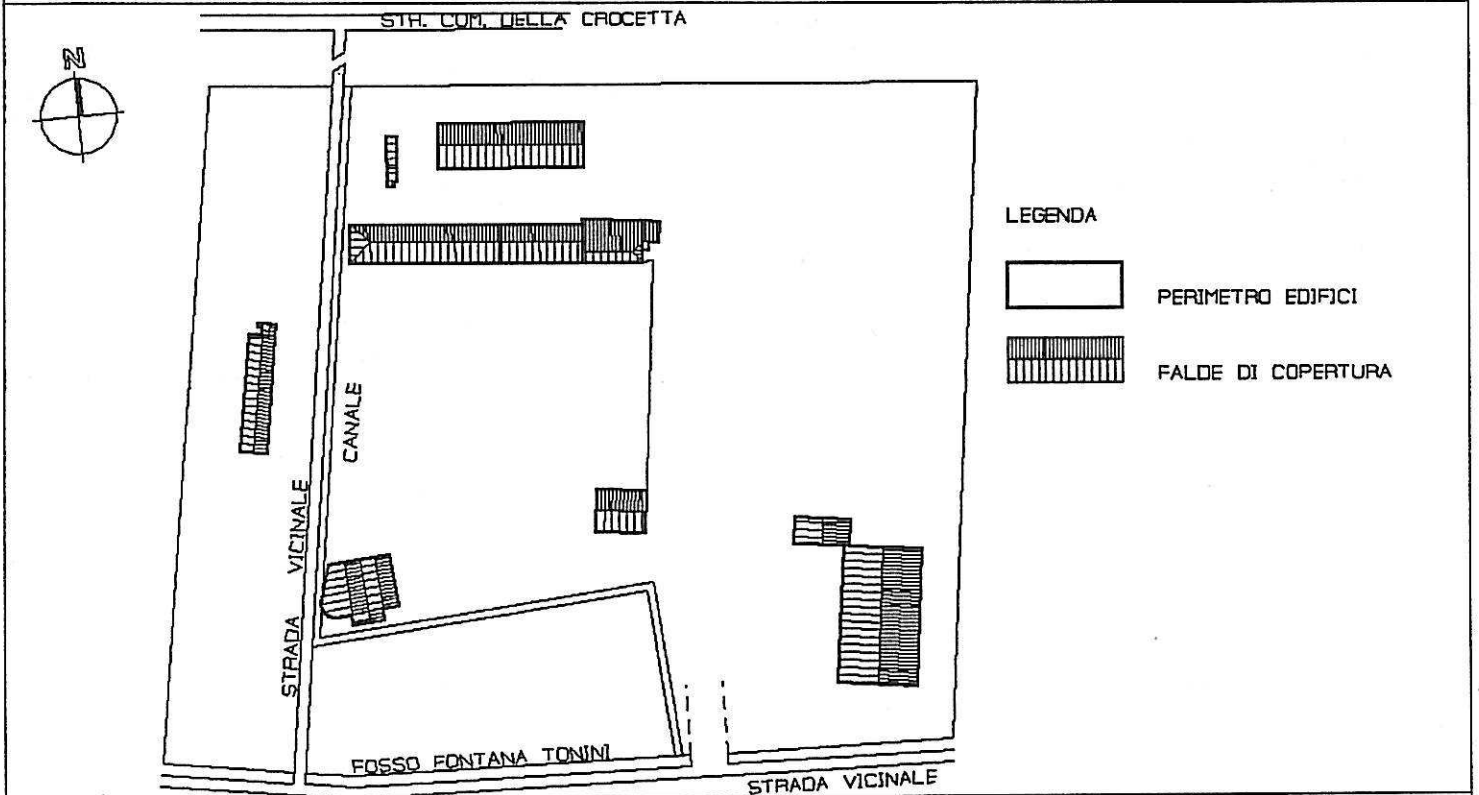 STR. COM. DELLA CROCETTA
N
LEGENDA
PERIMETRO EDIFICI
FALDE DI COPERTURA
CANALE
STRADA VICINALE
FOSSO FONTANA TONINI
STRADA VICINALE